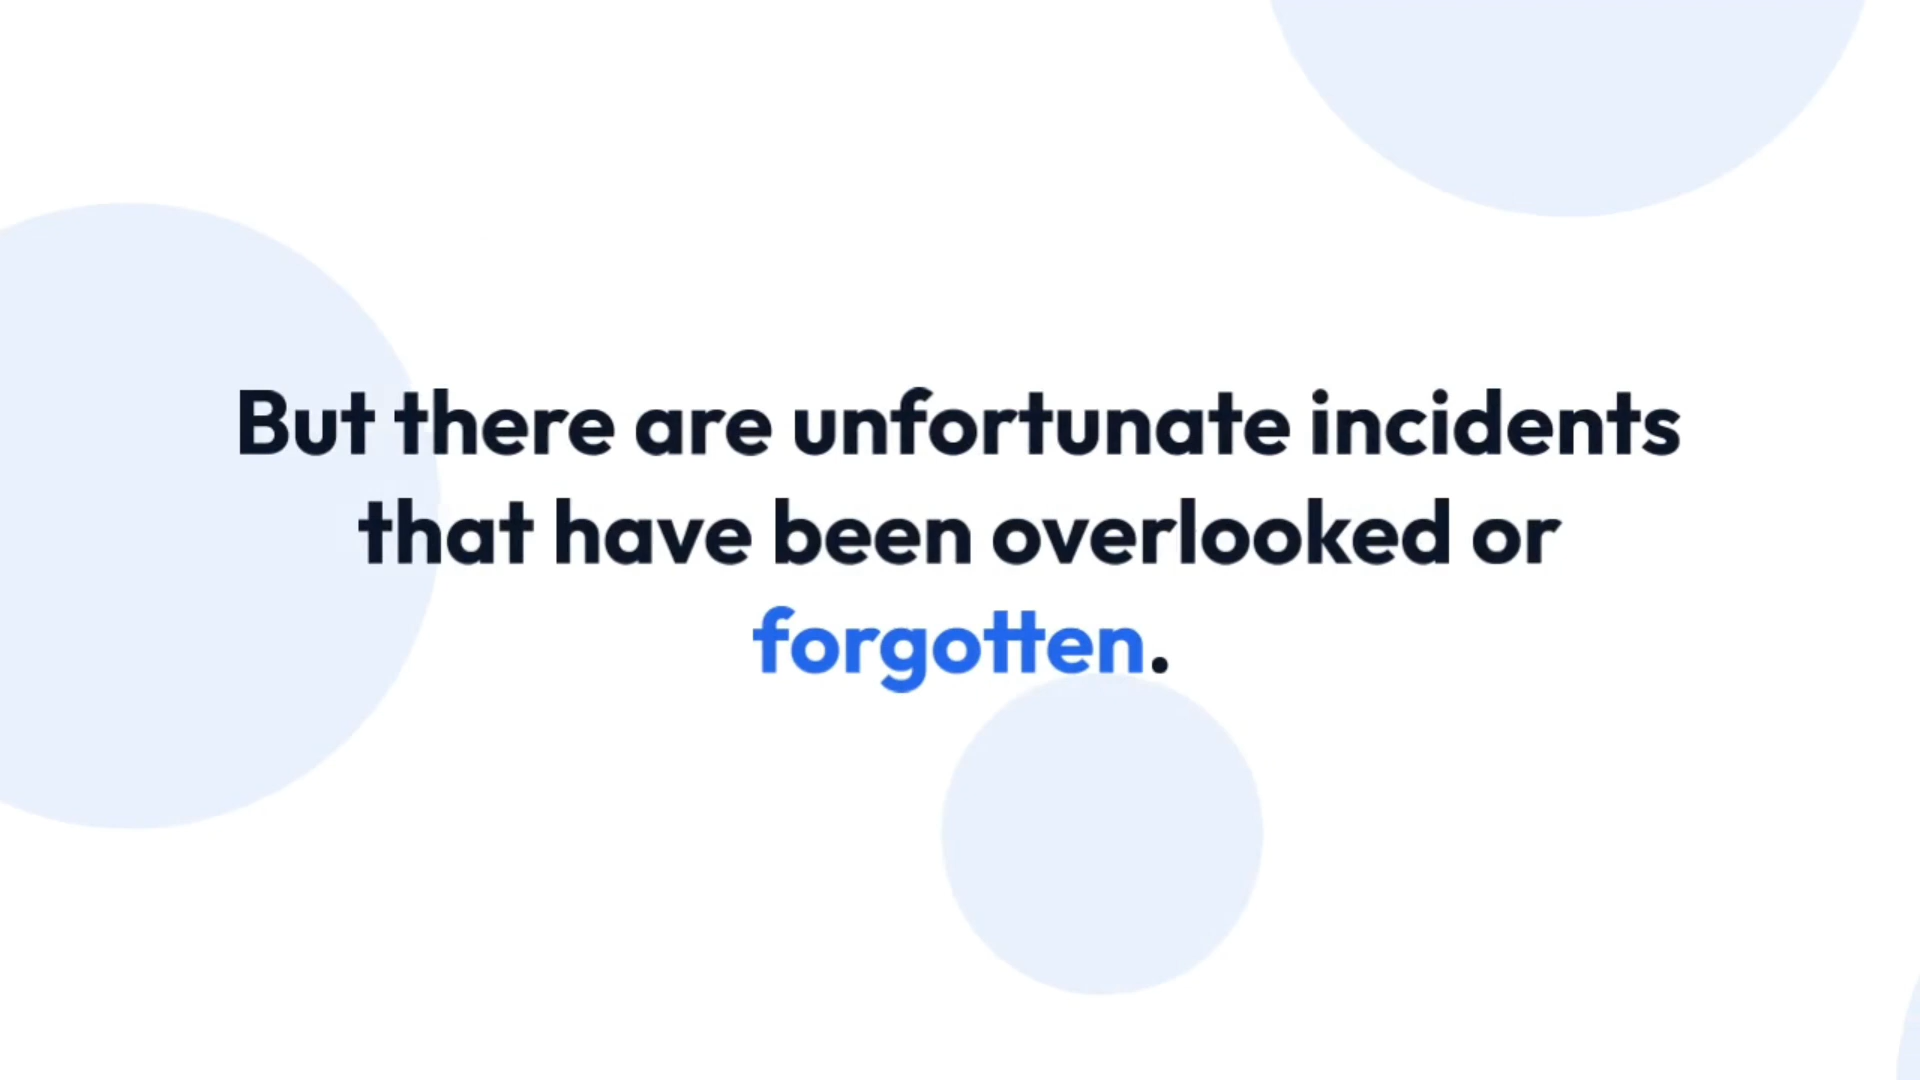 But there are unfortunate incidents
that have been overlooked or
forgotten.